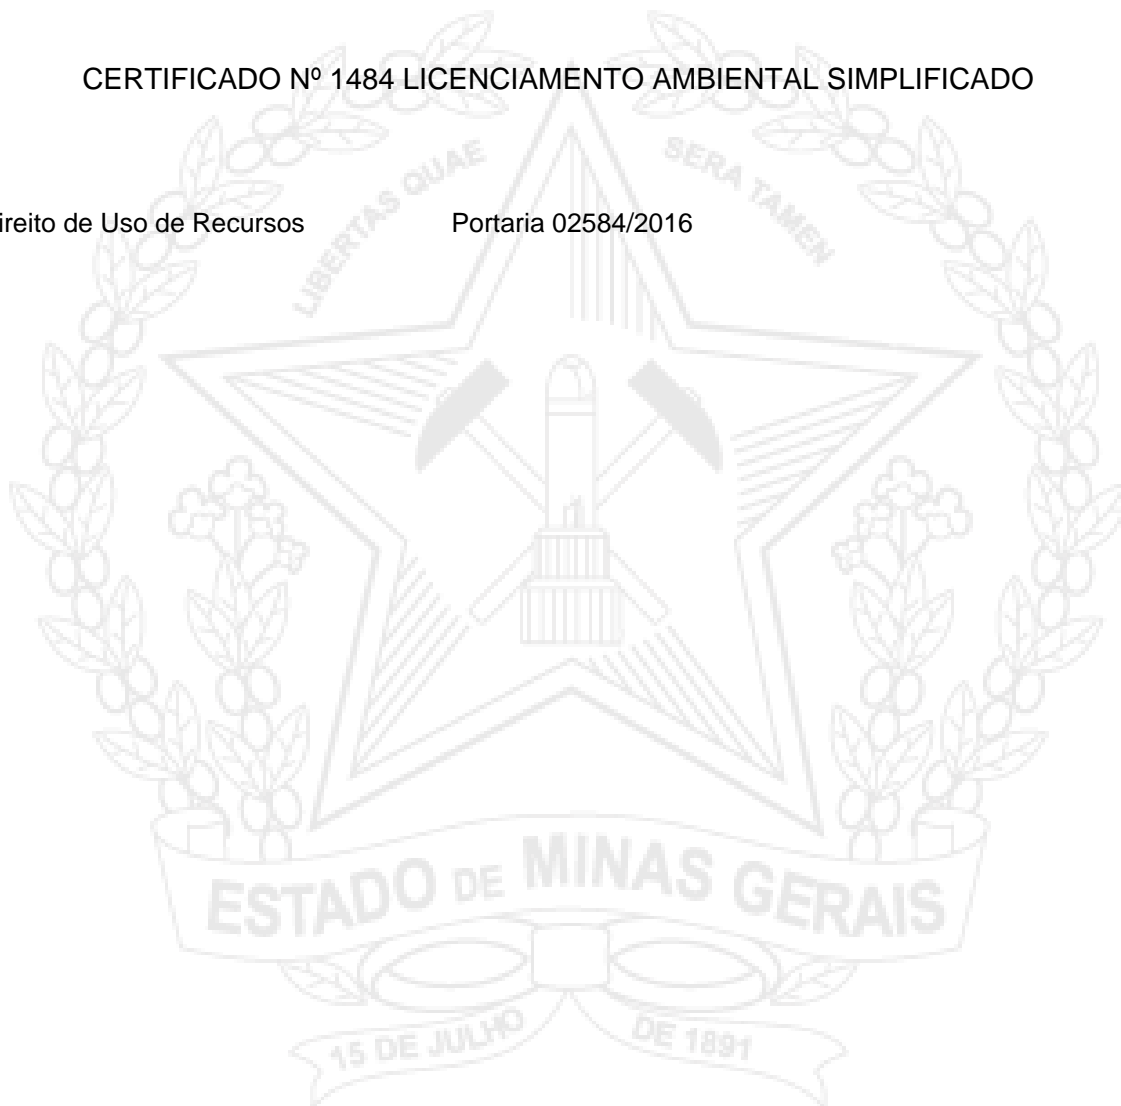 CERTIFICADO Nº 1484 LICENCIAMENTO AMBIENTAL SIMPLIFICADO
LIBERTAS QUAE SERA TAMEN
ireito de Uso de Recursos Portaria 02584/2016
ESTADO DE MINAS GERAIS
15 DE JULHO DE 1891